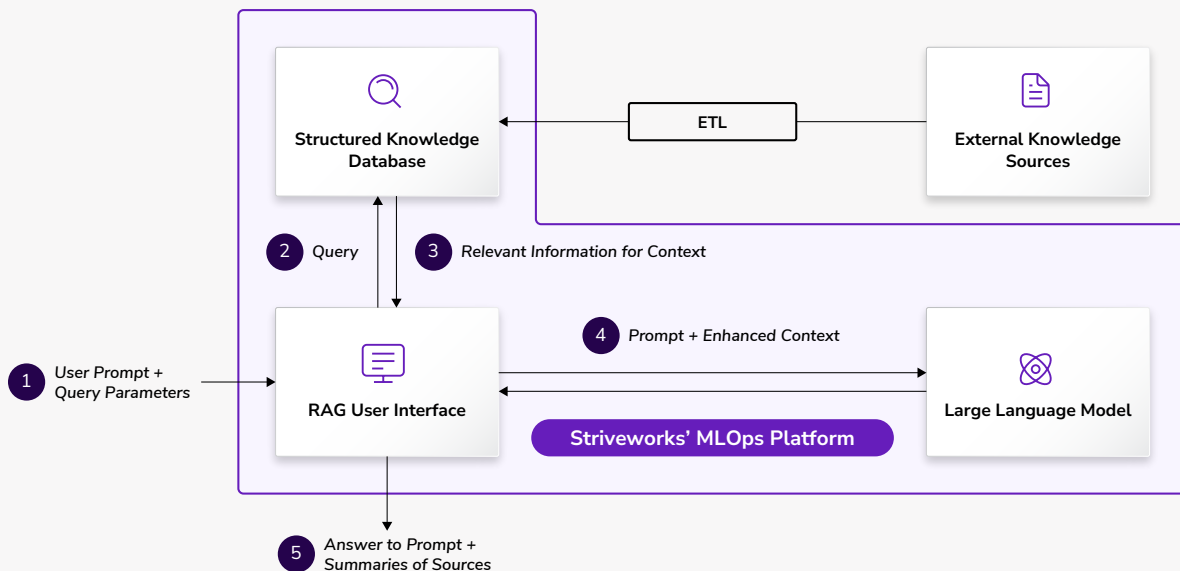 Structured Knowledge
Database
ETL
External Knowledge
Sources
2
Query
3
Relevant Information for Context
4
Prompt + Enhanced Context
1
User Prompt +
Query Parameters
RAG User Interface
Large Language Model
Striveworks’ MLOps Platform
5
Answer to Prompt +
Summaries of Sources